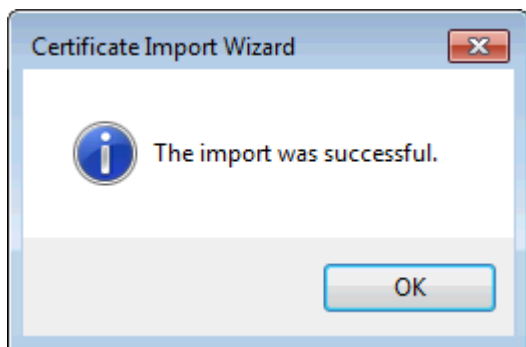 Certificate Import Wizard
The import was successful.
OK